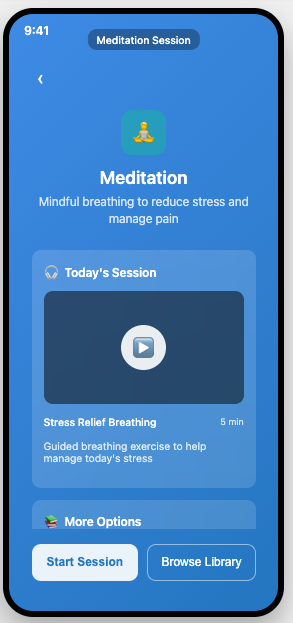 9:41
Meditation Session
Meditation
Mindful breathing to reduce stress and
manage pain
Today's Session
Stress Relief Breathing
5 min
Guided breathing exercise to help
manage today's stress
More Options
Start Session
Browse Library